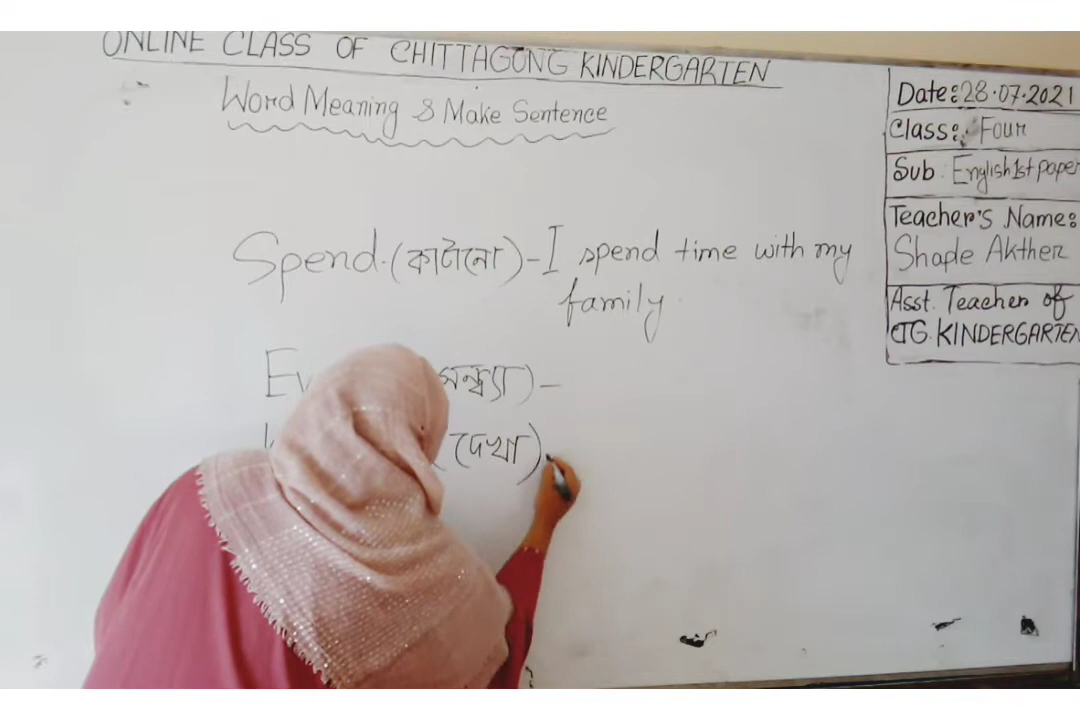 ONLINE CLASS OF CHITTAGONG KINDERGARTEN
Word Meaning & Make Sentence
Date: 28.07.2021
Class: Four
Sub: English 1st paper
Teacher's Name:
Shaple Akther
Asst. Teacher of
CTG. KINDERGARTEN
Spend. (কাটানো) - I spend time with my
family.
সন্ধ্যা) -
(দেখা)